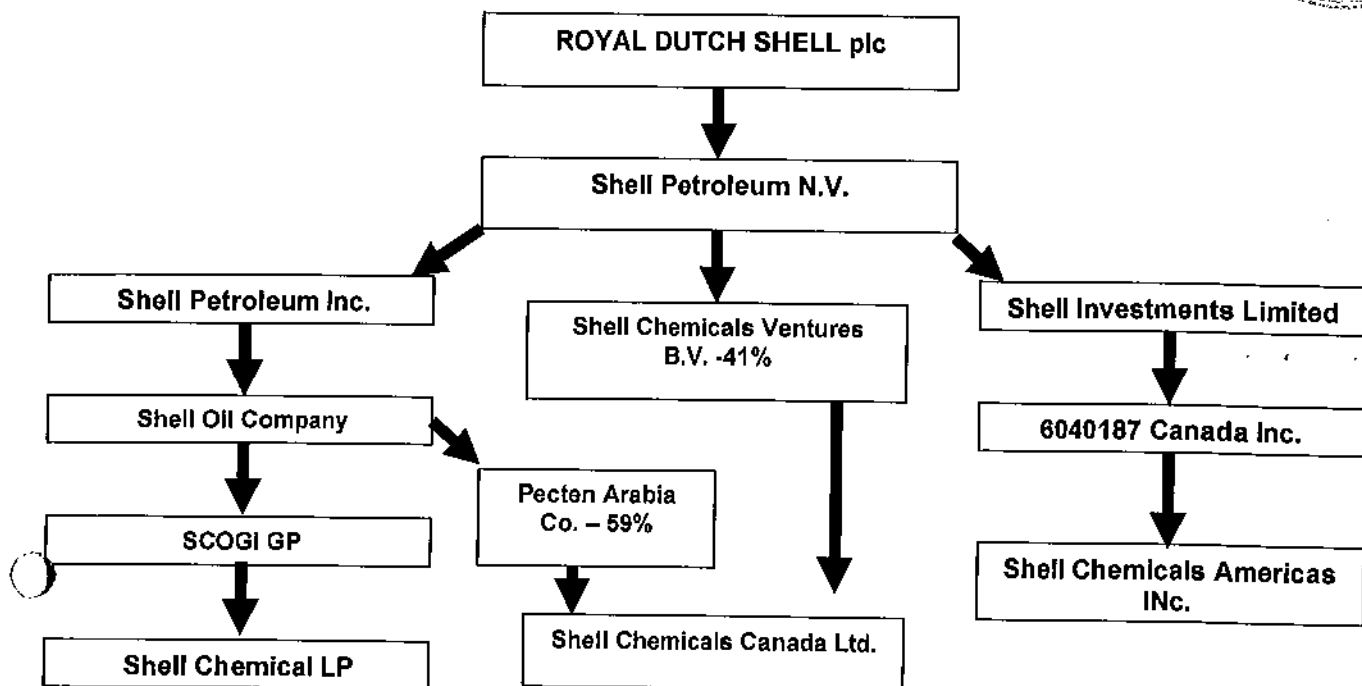 ROYAL DUTCH SHELL plc
Shell Petroleum N.V.
Shell Petroleum Inc.
Shell Chemicals Ventures
B.V. -41%
Shell Investments Limited
Shell Oil Company
6040187 Canada Inc.
Pecten Arabia
Co. – 59%
SCOGI GP
Shell Chemicals Americas
INc.
Shell Chemical LP
Shell Chemicals Canada Ltd.